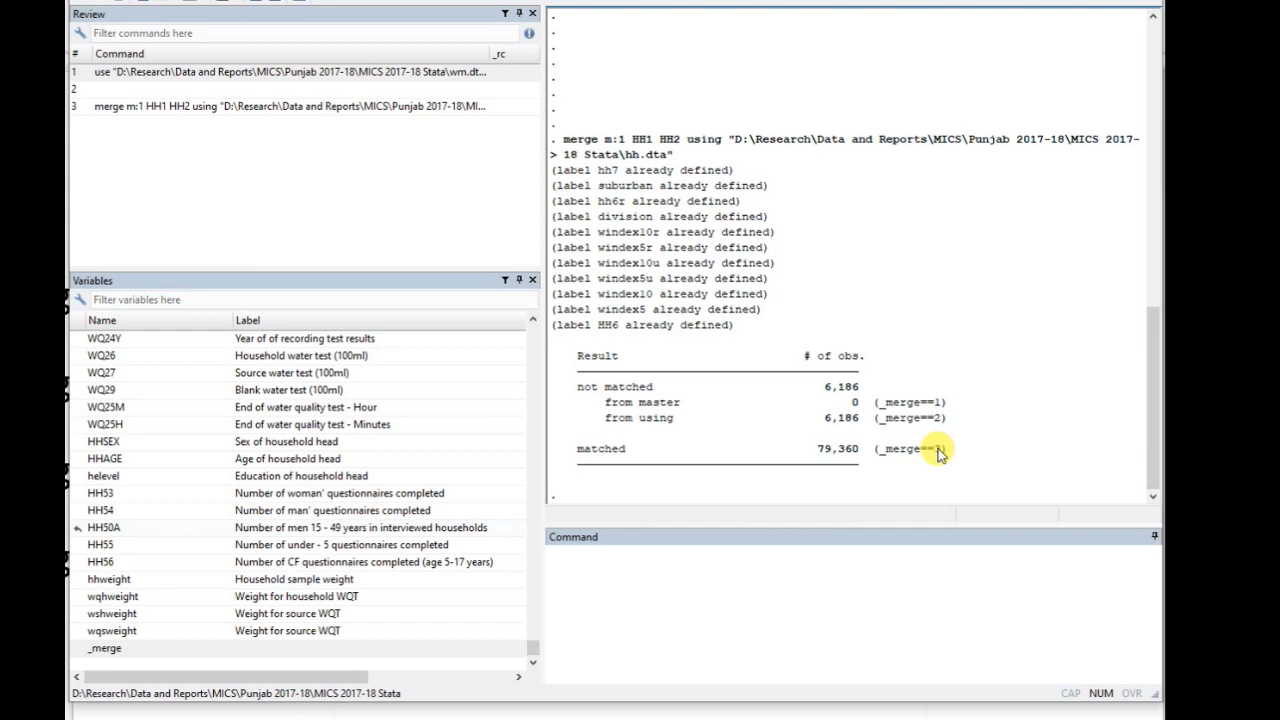 Review
Filter commands here
# Command _rc
1 use "D:\Research\Data and Reports\MICS\Punjab 2017-18\MICS 2017-18 Stata\wm.dt...
2
3 merge m:1 HH1 HH2 using "D:\Research\Data and Reports\MICS\Punjab 2017-18\MI...
Variables
Filter variables here
Name Label
WQ24Y Year of of recording test results
WQ26 Household water test (100ml)
WQ27 Source water test (100ml)
WQ29 Blank water test (100ml)
WQ25M End of water quality test - Hour
WQ25H End of water quality test - Minutes
HHSEX Sex of household head
HHAGE Age of household head
helevel Education of household head
HH53 Number of woman' questionnaires completed
HH54 Number of man' questionnaires completed
HH50A Number of men 15 - 49 years in interviewed households
HH55 Number of under - 5 questionnaires completed
HH56 Number of CF questionnaires completed (age 5-17 years)
hhweight Household sample weight
wqhweight Weight for household WQT
wshweight Weight for source WQT
wqsweight Weight for source WQT
_merge
.
.
.
.
.
.
.
.
. merge m:1 HH1 HH2 using "D:\Research\Data and Reports\MICS\Punjab 2017-18\MICS 2017-
> 18 Stata\hh.dta"
(label hh7 already defined)
(label suburban already defined)
(label hh6r already defined)
(label division already defined)
(label windex10r already defined)
(label windex5r already defined)
(label windex10u already defined)
(label windex5u already defined)
(label windex10 already defined)
(label windex5 already defined)
(label HH6 already defined)
Result # of obs.
not matched 6,186
from master 0 (_merge==1)
from using 6,186 (_merge==2)
matched 79,360 (_merge==3)
.
Command
D:\Research\Data and Reports\MICS\Punjab 2017-18\MICS 2017-18 Stata
CAP NUM OVR